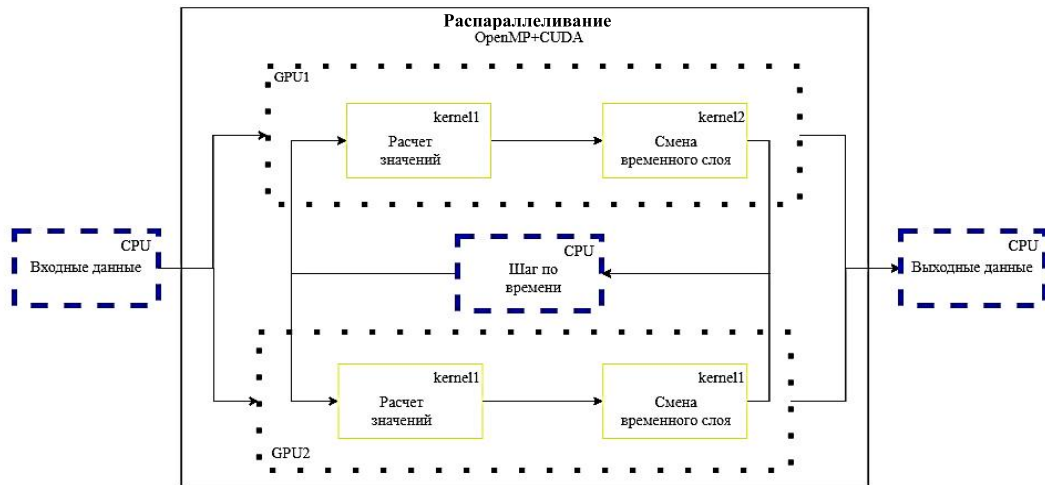 Распараллеливание
OpenMP+CUDA
GPU1
kernel1
Расчет
значений
kernel2
Смена
временного слоя
CPU
Входные данные
CPU
Шаг по
времени
CPU
Выходные данные
kernel1
Расчет
значений
kernel1
Смена
временного слоя
GPU2